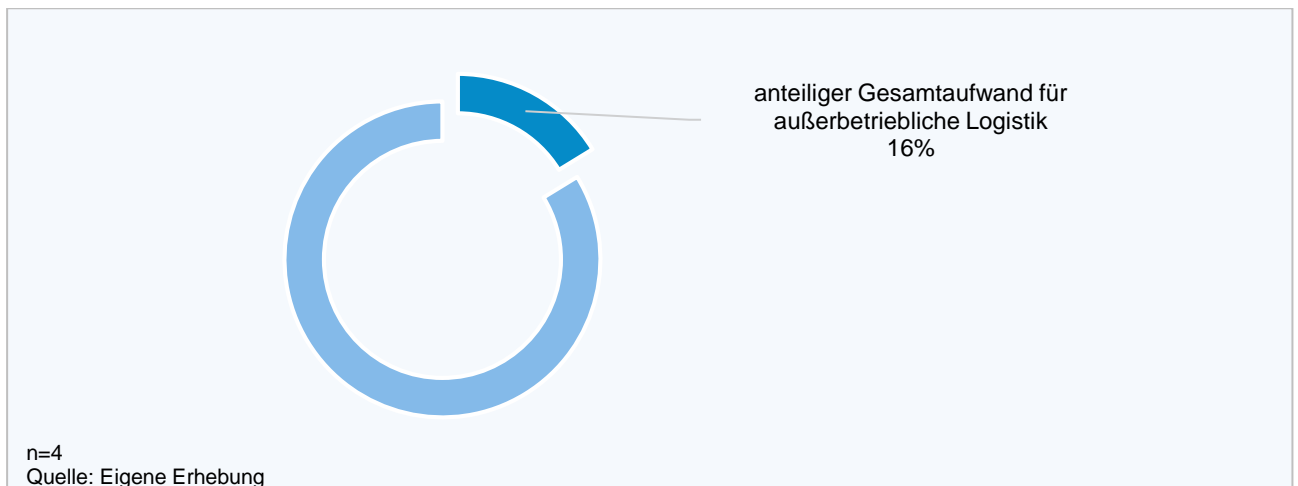 anteiliger Gesamtaufwand für
außerbetriebliche Logistik
16%
n=4
Quelle: Eigene Erhebung